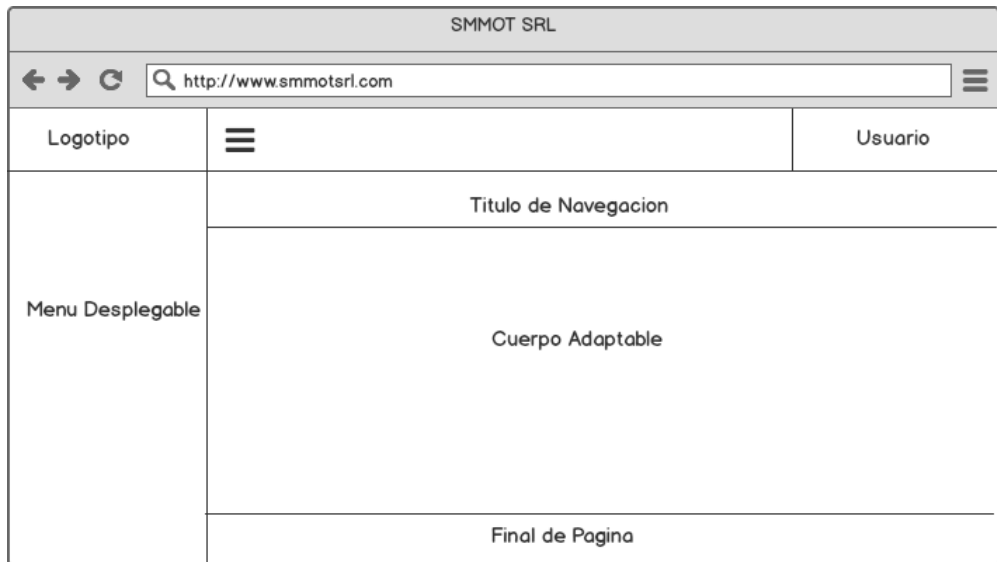 SMMOT SRL
http://www.smmotsrl.com
Logotipo
Usuario
Titulo de Navegacion
Menu Desplegable
Cuerpo Adaptable
Final de Pagina